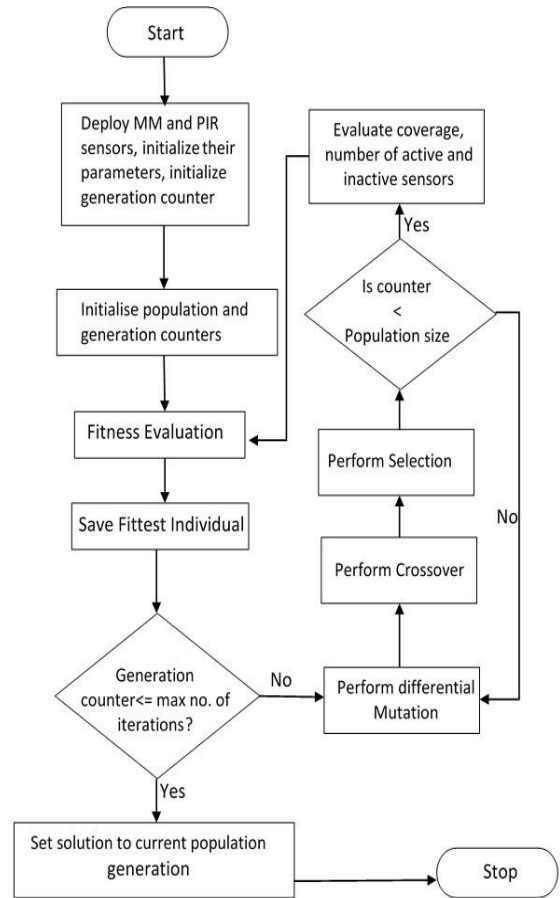 Start
Deploy MM and PIR
sensors, initialize their
parameters, initialize
generation counter
Initialise population and
generation counters
Fitness Evaluation
Save Fittest Individual
Generation
counter<= max no. of
iterations?
No
Yes
Set solution to current population
generation
Stop
Perform differential
Mutation
Perform Crossover
Perform Selection
Is counter
<
Population size
Yes
No
Evaluate coverage,
number of active and
inactive sensors